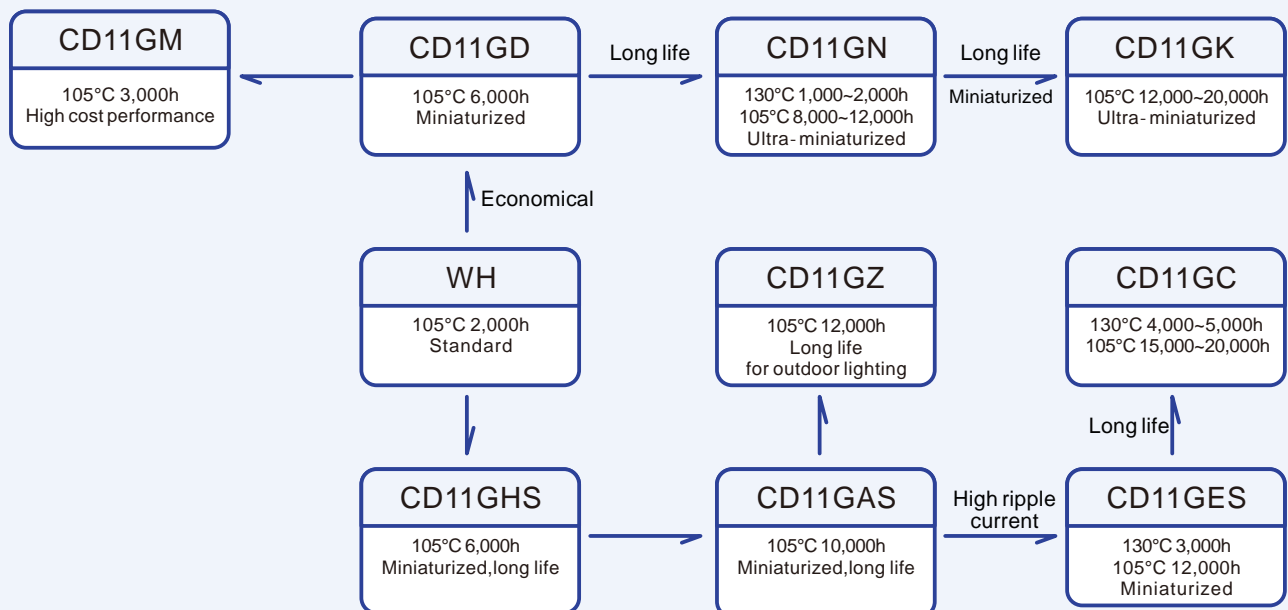 CD11GM
105°C 3,000h
High cost performance
CD11GD
105°C 6,000h
Miniaturized
Long life
CD11GN
130°C 1,000~2,000h
105°C 8,000~12,000h
Ultra-miniaturized
Long life
Miniaturized
CD11GK
105°C 12,000~20,000h
Ultra-miniaturized
Economical
WH
105°C 2,000h
Standard
CD11GZ
105°C 12,000h
Long life
for outdoor lighting
CD11GC
130°C 4,000~5,000h
105°C 15,000~20,000h
Long life
CD11GHS
105°C 6,000h
Miniaturized,long life
CD11GAS
105°C 10,000h
Miniaturized,long life
High ripple
current
CD11GES
130°C 3,000h
105°C 12,000h
Miniaturized